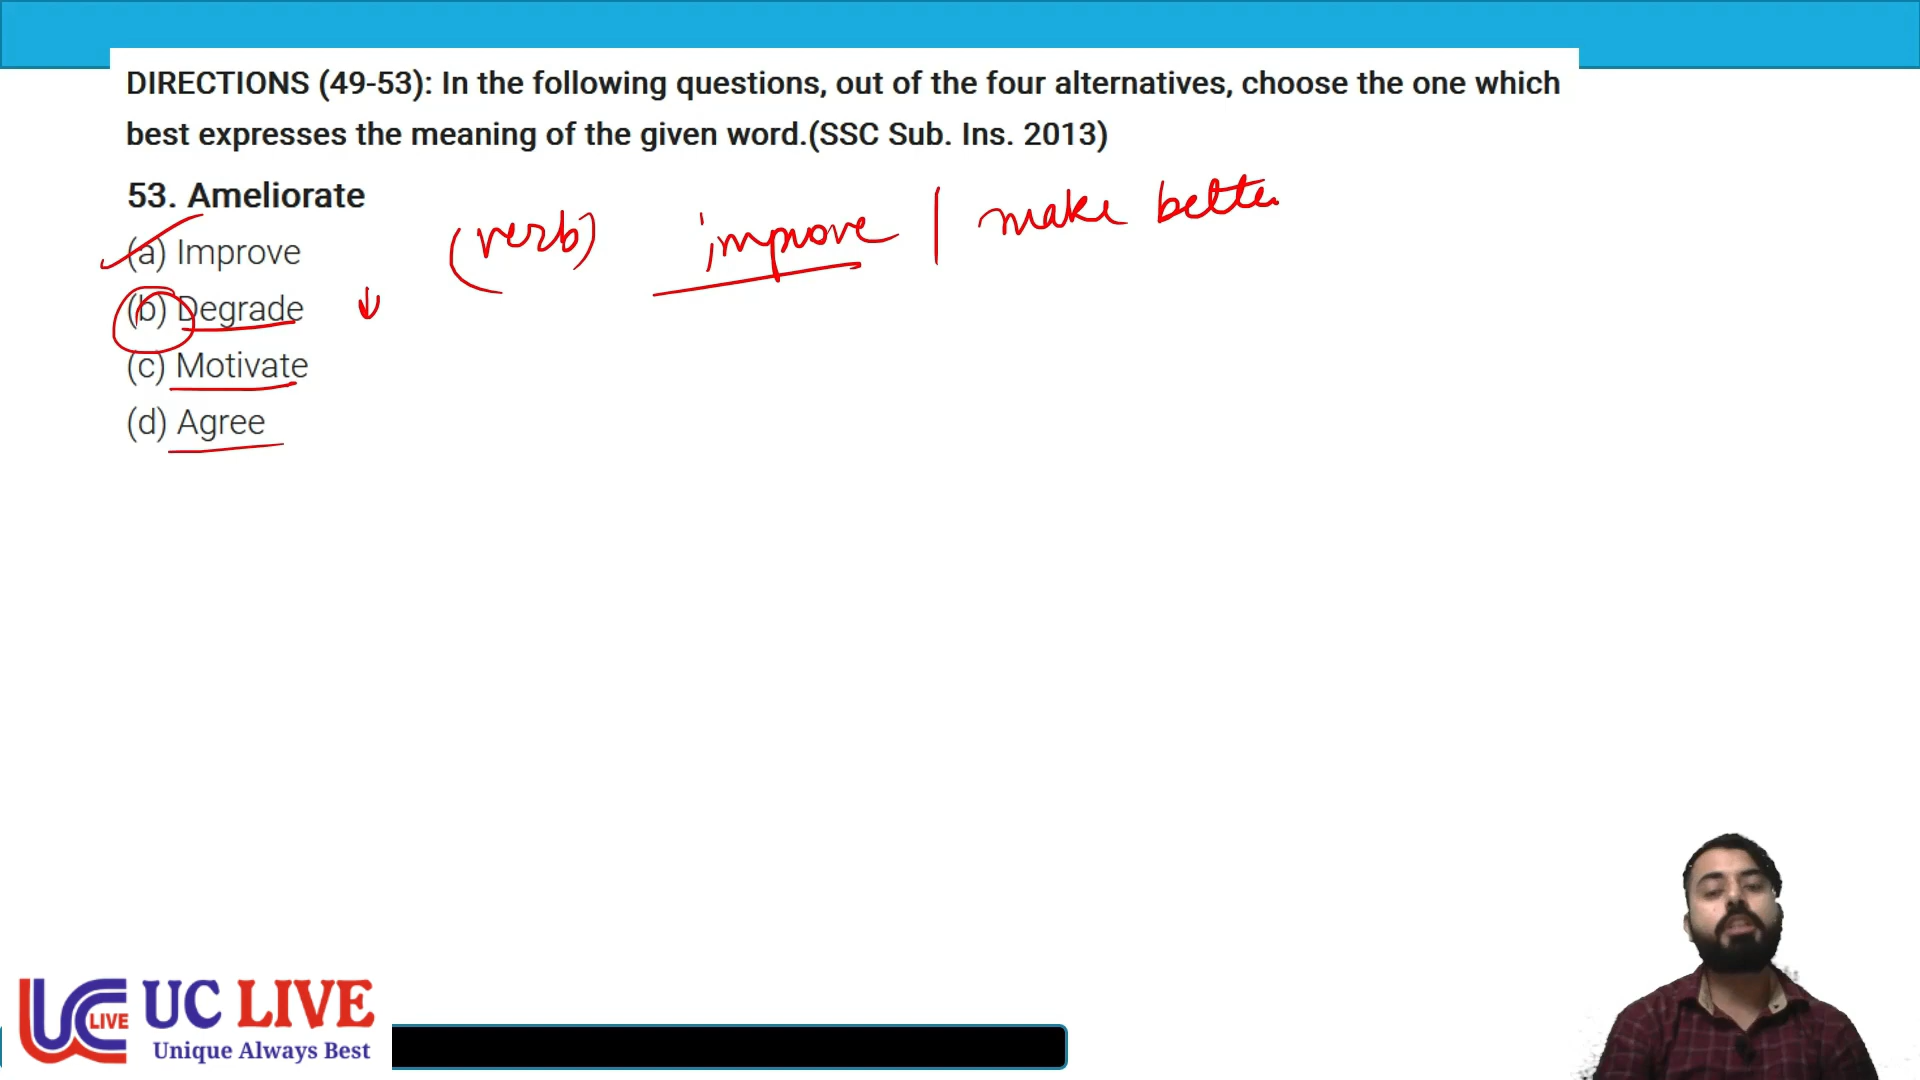 DIRECTIONS (49-53): In the following questions, out of the four alternatives, choose the one which
best expresses the meaning of the given word.(SSC Sub. Ins. 2013)
53. Ameliorate
(a) Improve
(verb) improve | make better
(b) Degrade
(c) Motivate
(d) Agree
UC LIVE
LIVE
Unique Always Best